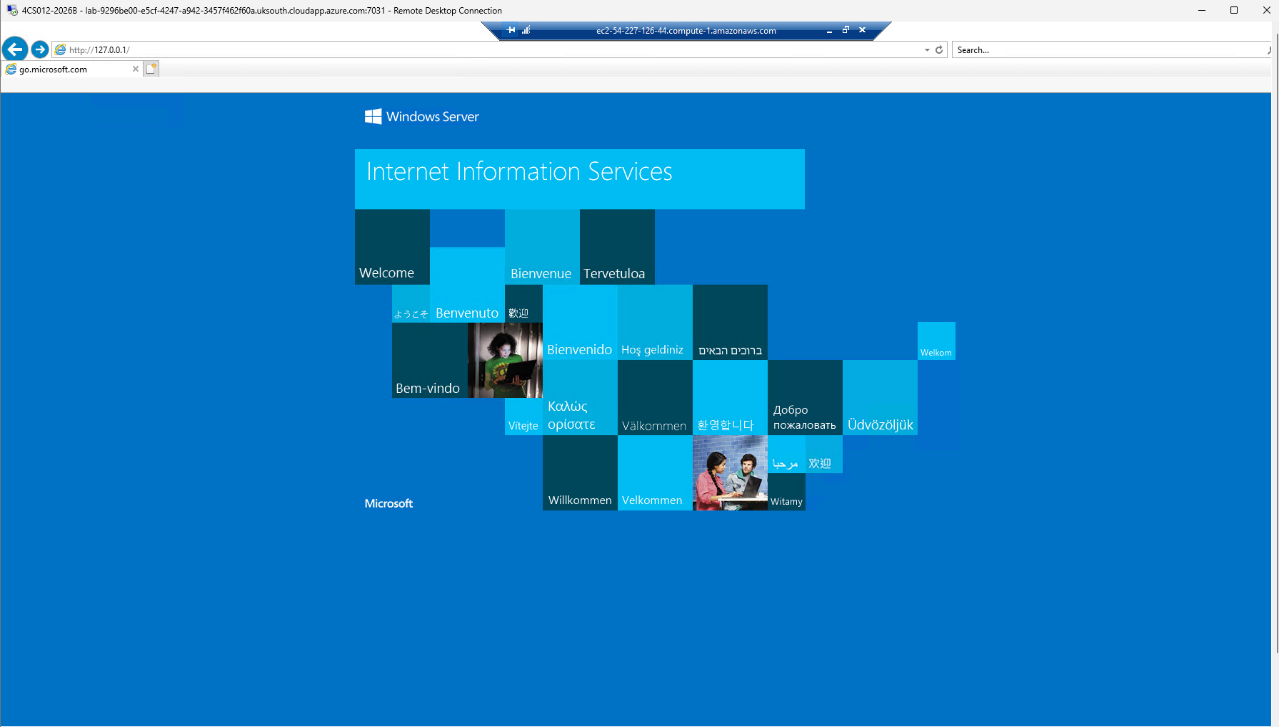 4CS012-2026B - lab-9296be00-e5cf-4247-a942-3457f462f60a.uksouth.cloudapp.azure.com:7031 - Remote Desktop Connection
ec2-54-227-126-44.compute-1.amazonaws.com
http://127.0.0.1/
Search...
go.microsoft.com
Windows Server
Internet Information Services
Welcome
Bienvenue
Tervetuloa
ようこそ
Benvenuto
歡迎
Bienvenido
Hoş geldiniz
ברוכים הבאים
Welkom
Bem-vindo
Καλώς
ορίσατε
Välkommen
환영합니다
Добро
пожаловать
Üdvözöljük
Vítejte
مرحبا
欢迎
Willkommen
Velkommen
Witamy
Microsoft